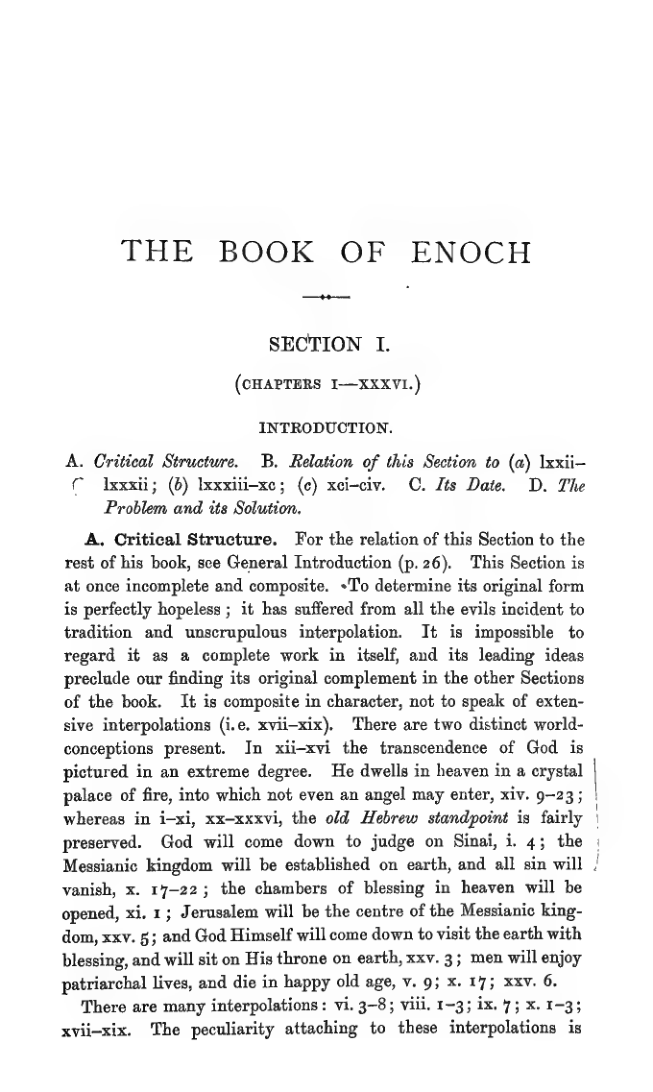 THE BOOK OF ENOCH
SECTION I.
(CHAPTERS I—XXXVI.)
INTRODUCTION.
A. Critical Structure. B. Relation of this Section to (a) lxxii–
lxxxii; (b) lxxxiii–xc; (c) xci–civ. C. Its Date. D. The
Problem and its Solution.
A. Critical Structure. For the relation of this Section to the
rest of his book, see General Introduction (p. 26). This Section is
at once incomplete and composite. To determine its original form
is perfectly hopeless; it has suffered from all the evils incident to
tradition and unscrupulous interpolation. It is impossible to
regard it as a complete work in itself, and its leading ideas
preclude our finding its original complement in the other Sections
of the book. It is composite in character, not to speak of exten-
sive interpolations (i.e. xvii–xix). There are two distinct world-
conceptions present. In xii–xvi the transcendence of God is
pictured in an extreme degree. He dwells in heaven in a crystal
palace of fire, into which not even an angel may enter, xiv. 9–23;
whereas in i–xi, xx–xxxvi, the old Hebrew standpoint is fairly
preserved. God will come down to judge on Sinai, i. 4; the
Messianic kingdom will be established on earth, and all sin will
vanish, x. 17–22; the chambers of blessing in heaven will be
opened, xi. 1; Jerusalem will be the centre of the Messianic king-
dom, xxv. 5; and God Himself will come down to visit the earth with
blessing, and will sit on His throne on earth, xxv. 3; men will enjoy
patriarchal lives, and die in happy old age, v. 9; x. 17; xxv. 6.
There are many interpolations: vi. 3–8; viii. 1–3; ix. 7; x. 1–3;
xvii–xix. The peculiarity attaching to these interpolations is